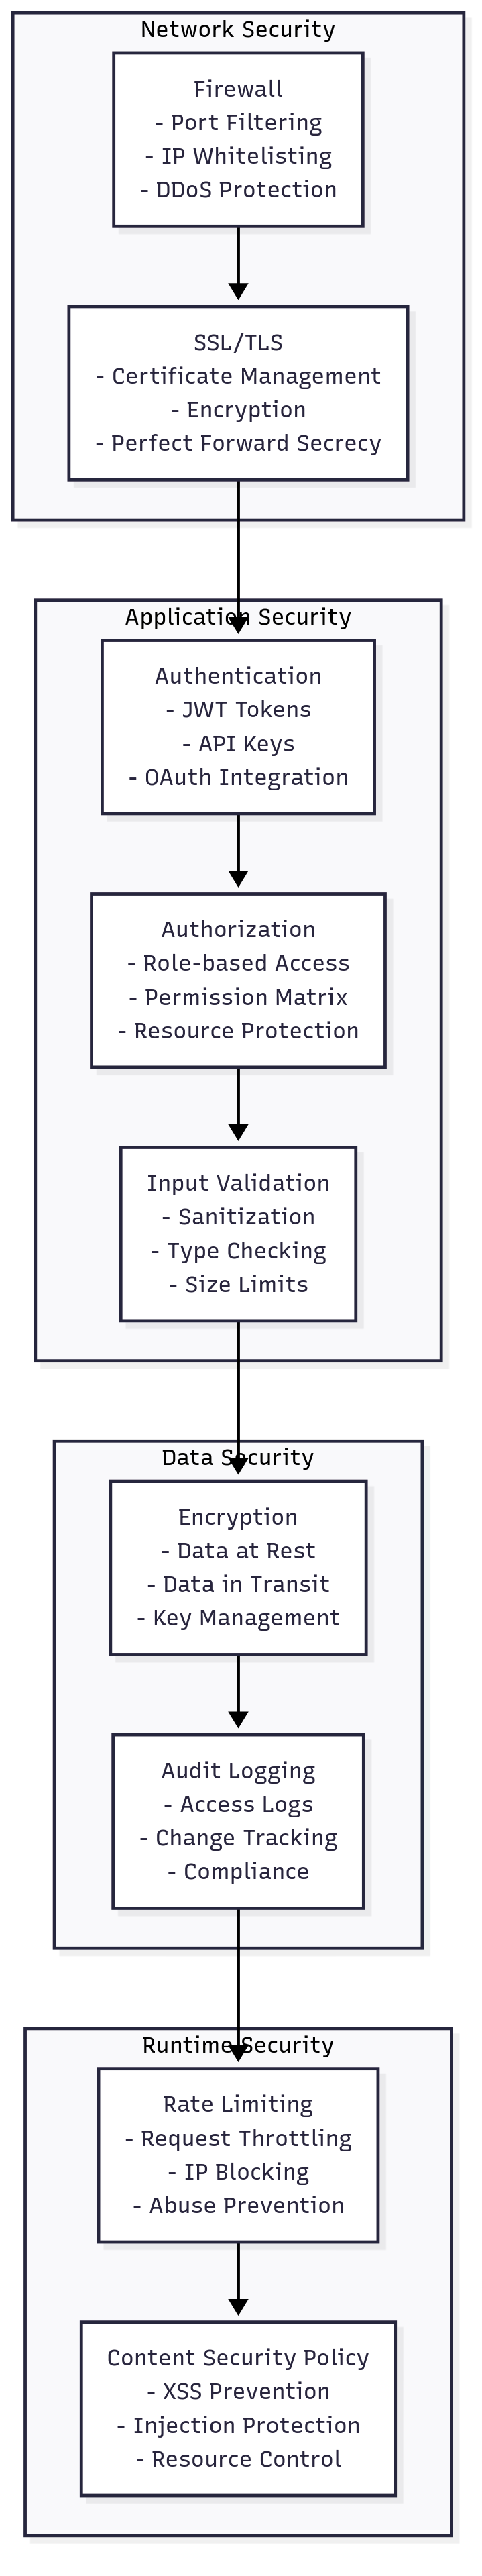 Network Security
Firewall
- Port Filtering
- IP Whitelisting
- DDoS Protection
SSL/TLS
- Certificate Management
- Encryption
- Perfect Forward Secrecy
Application Security
Authentication
- JWT Tokens
- API Keys
- OAuth Integration
Authorization
- Role-based Access
- Permission Matrix
- Resource Protection
Input Validation
- Sanitization
- Type Checking
- Size Limits
Data Security
Encryption
- Data at Rest
- Data in Transit
- Key Management
Audit Logging
- Access Logs
- Change Tracking
- Compliance
Runtime Security
Rate Limiting
- Request Throttling
- IP Blocking
- Abuse Prevention
Content Security Policy
- XSS Prevention
- Injection Protection
- Resource Control